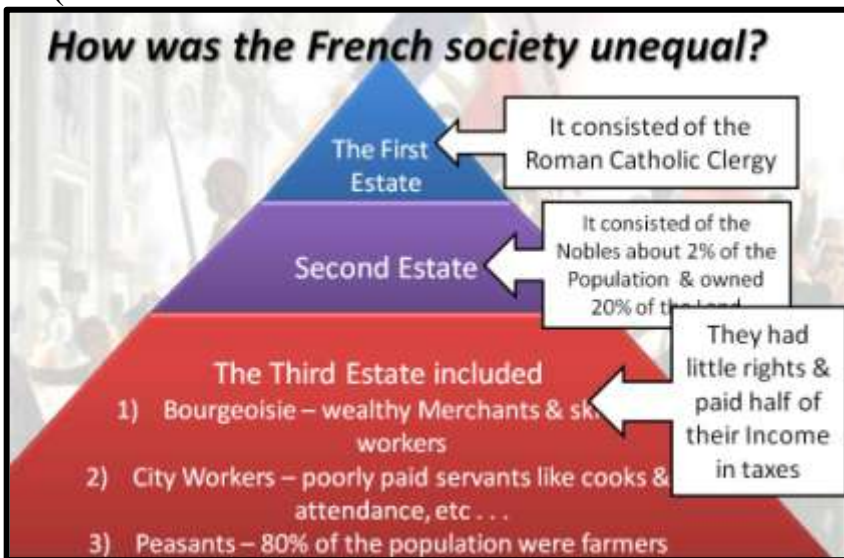 How was the French society unequal?
The First
Estate
It consisted of the
Roman Catholic Clergy
Second Estate
It consisted of the
Nobles about 2% of the
Population & owned
20% of the Land
The Third Estate included
1) Bourgeoisie – wealthy Merchants &
workers
2) City Workers – poorly paid servants like cooks &
attendance, etc . . .
3) Peasants – 80% of the population were farmers
They had
little rights &
paid half of
their Income
in taxes